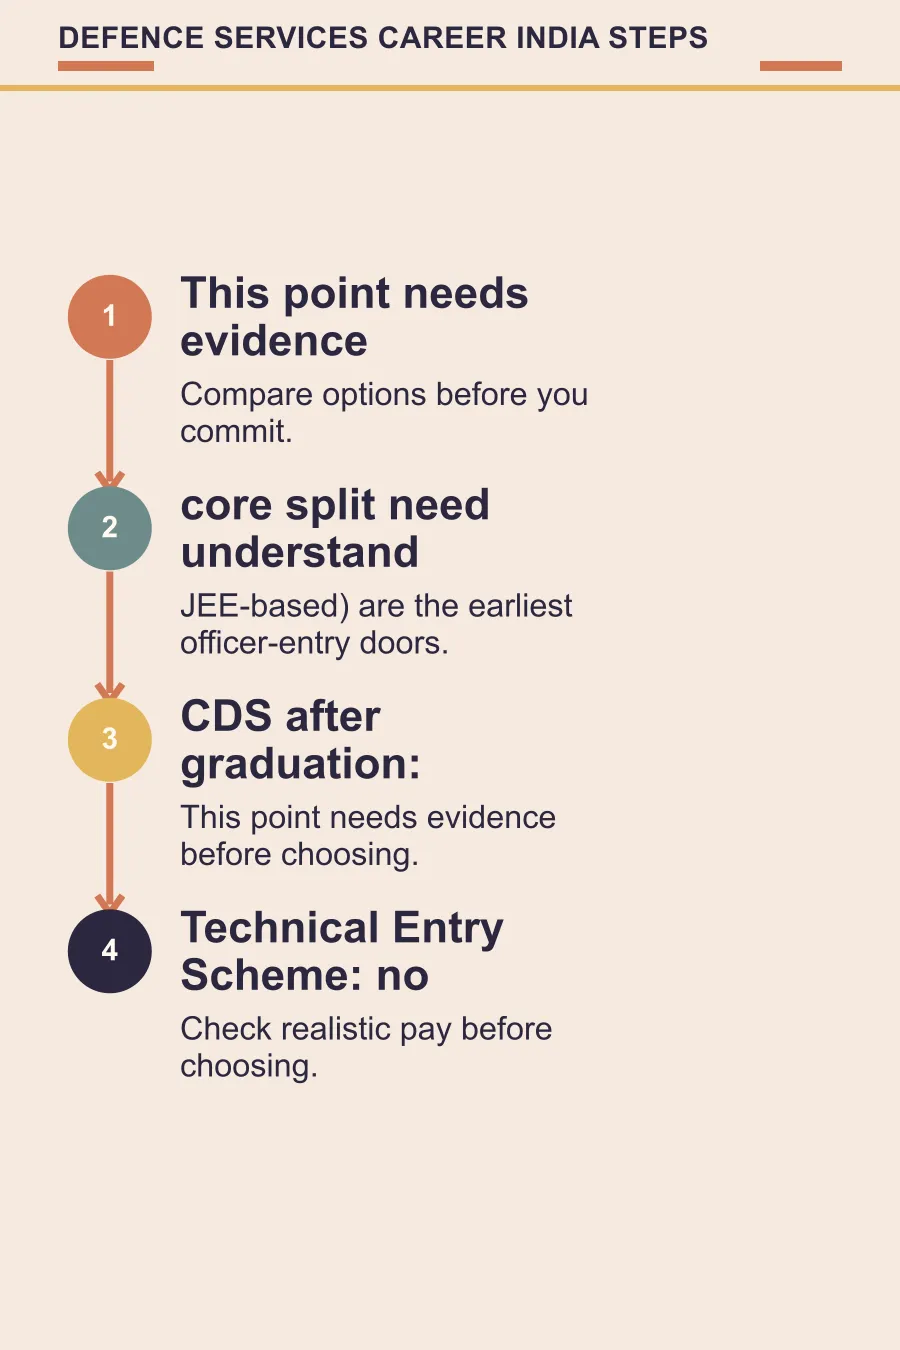 DEFENCE SERVICES CAREER INDIA STEPS
1
This point needs
evidence
Compare options before you
commit.
2
core split need
understand
JEE-based) are the earliest
officer-entry doors.
3
CDS after
graduation:
This point needs evidence
before choosing.
4
Technical Entry
Scheme: no
Check realistic pay before
choosing.